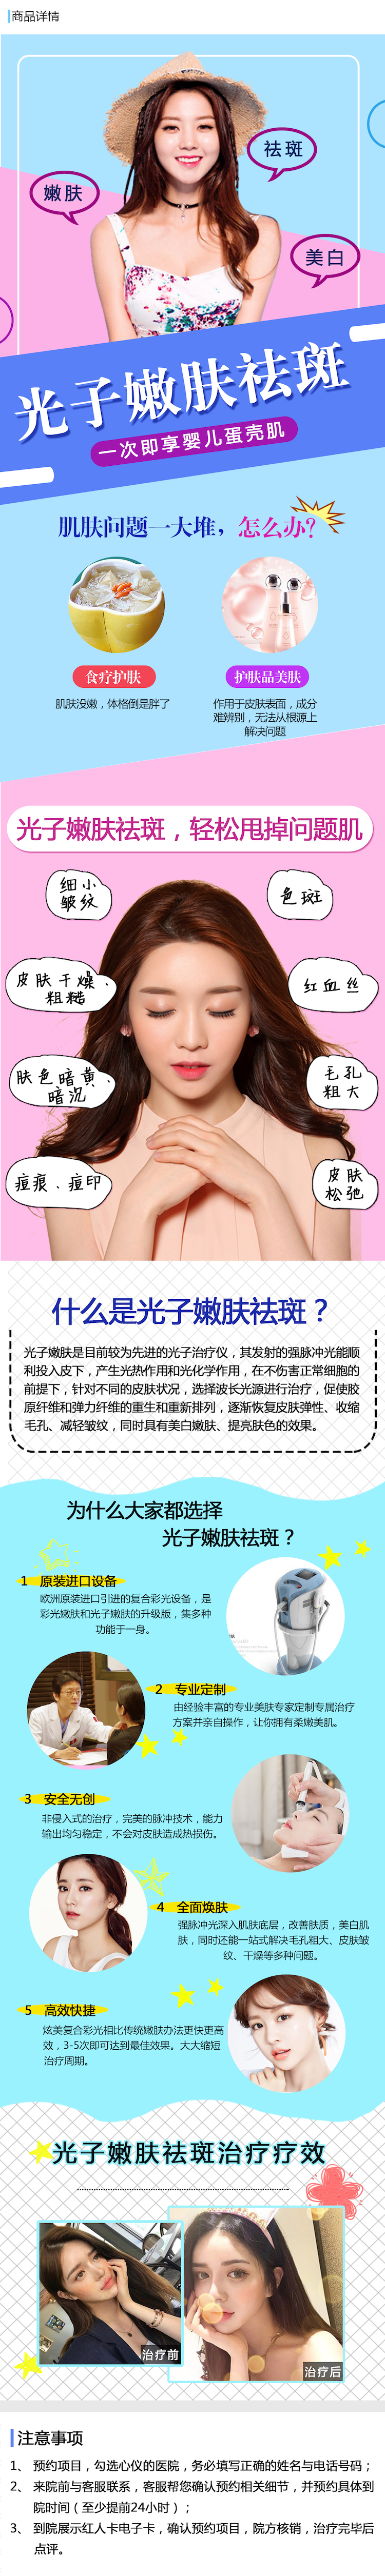 商品详情
祛斑
嫩肤
美白
光子嫩肤祛斑
一次即享婴儿蛋壳肌
肌肤问题一大堆，怎么办?
食疗护肤
护肤品美肤
肌肤没嫩，体格倒是胖了
作用于皮肤表面，成分
难辨别，无法从根源上
解决问题
光子嫩肤祛斑，轻松甩掉问题肌
细小
皱纹
色斑
皮肤干燥、
粗糙
红血丝
肤色暗黄、
暗沉
毛孔
粗大
痘痕、痘印
皮肤
松弛
什么是光子嫩肤祛斑？
光子嫩肤是目前较为先进的光子治疗仪，其发射的强脉冲光能顺
利投入皮下，产生光热作用和光化学作用，在不伤害正常细胞的
前提下，针对不同的皮肤状况，选择波长光源进行治疗，促使胶
原纤维和弹力纤维的重生和重新排列，逐渐恢复皮肤弹性、收缩
毛孔、减轻皱纹，同时具有美白嫩肤、提亮肤色的效果。
为什么大家都选择
光子嫩肤祛斑？
1 原装进口设备
欧洲原装进口引进的复合彩光设备，是
彩光嫩肤和光子嫩肤的升级版，集多种
功能于一身。
2 专业定制
由经验丰富的专业美肤专家定制专属治疗
方案并亲自操作，让你拥有柔嫩美肌。
3 安全无创
非侵入式的治疗，完美的脉冲技术，能力
输出均匀稳定，不会对皮肤造成热损伤。
4 全面焕肤
强脉冲光深入肌肤底层，改善肤质，美白肌
肤，同时还能一站式解决毛孔粗大、皮肤皱
纹、干燥等多种问题。
5 高效快捷
炫美复合彩光相比传统嫩肤办法更快更高
效，3-5次即可达到最佳效果。大大缩短
治疗周期。
光子嫩肤祛斑治疗疗效
治疗前
治疗后
注意事项
1、 预约项目，勾选心仪的医院，务必填写正确的姓名与电话号码；
2、 来院前与客服联系，客服帮您确认预约相关细节，并预约具体到
院时间（至少提前24小时）；
3、 到院展示红人卡电子卡，确认预约项目，院方核销，治疗完毕后
点评。